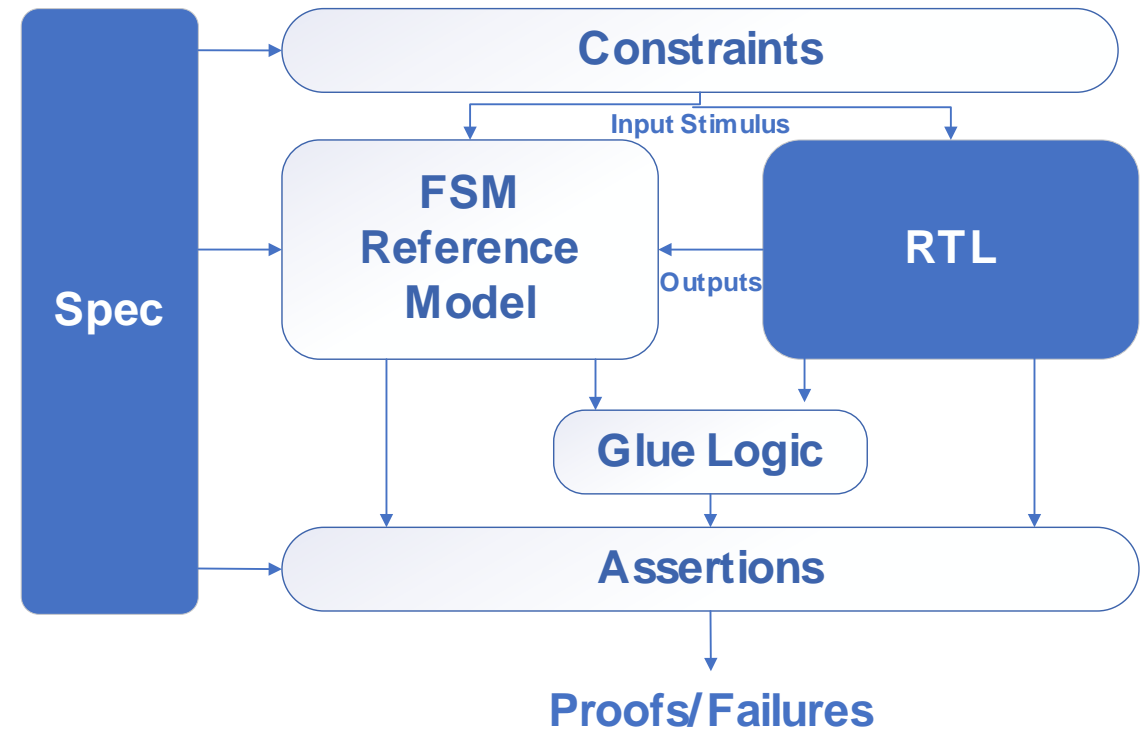 Constraints
Input Stimulus
FSM
Reference
Model
RTL
Outputs
Spec
Glue Logic
Assertions
Proofs/Failures